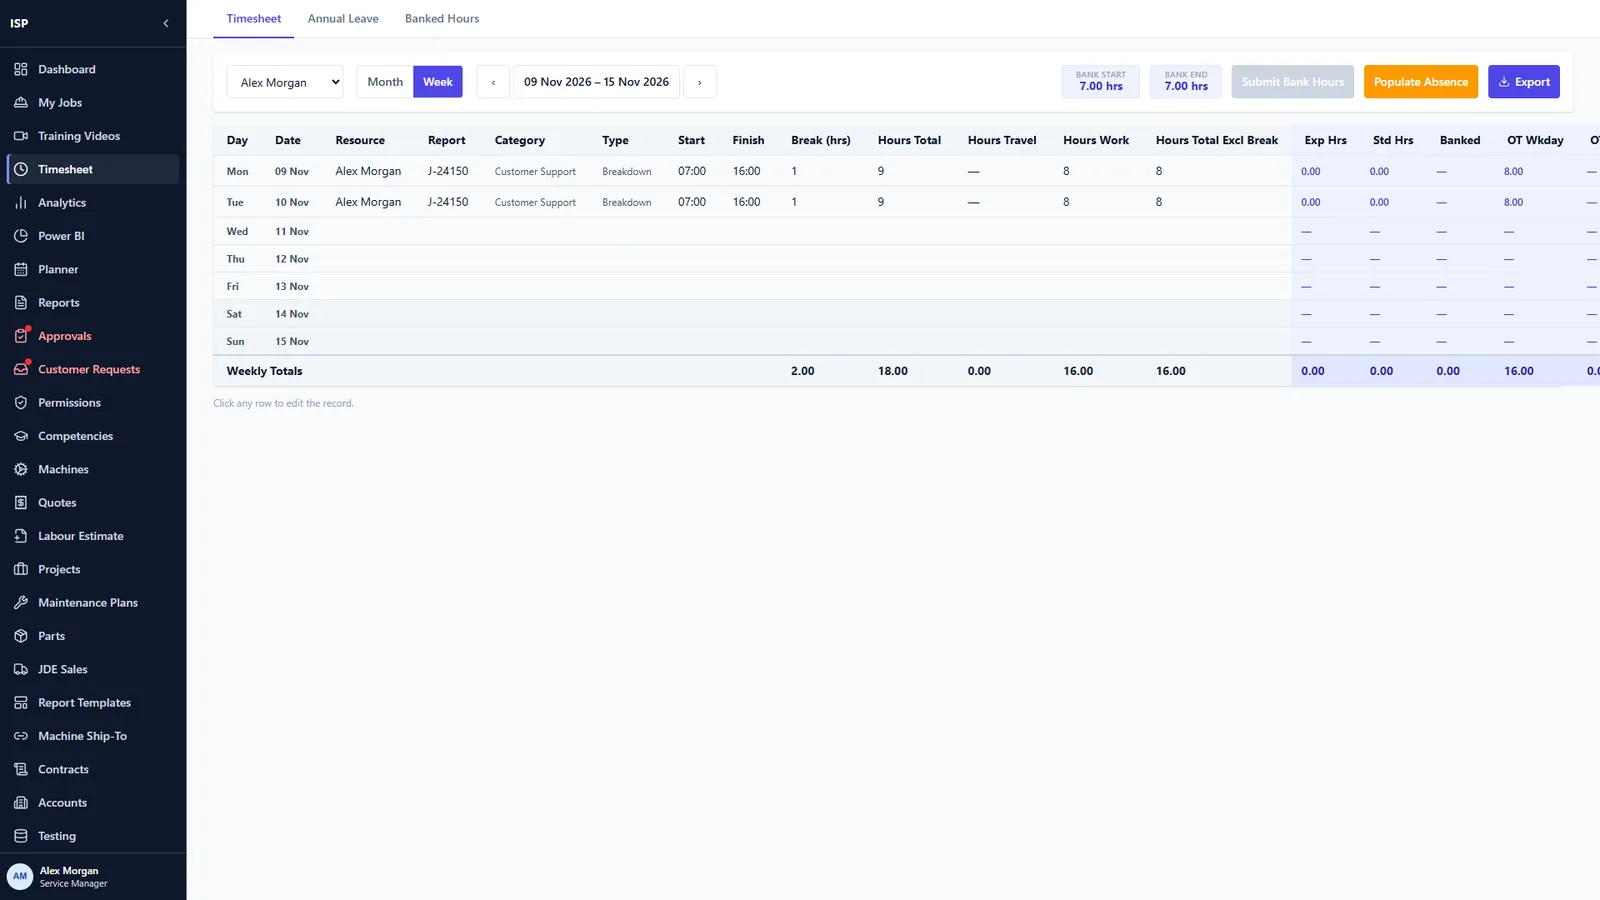 ISP
Dashboard
My Jobs
Training Videos
Timesheet
Analytics
Power BI
Planner
Reports
Approvals
Customer Requests
Permissions
Competencies
Machines
Quotes
Labour Estimate
Projects
Maintenance Plans
Parts
JDE Sales
Report Templates
Machine Ship-To
Contracts
Accounts
Testing
AM
Alex Morgan
Service Manager
Timesheet Annual Leave Banked Hours
Alex Morgan Month Week ‹ 09 Nov 2026 – 15 Nov 2026 › BANK START 7.00 hrs BANK END 7.00 hrs Submit Bank Hours Populate Absence Export
Day Date Resource Report Category Type Start Finish Break (hrs) Hours Total Hours Travel Hours Work Hours Total Excl Break Exp Hrs Std Hrs Banked OT Wkday
Mon 09 Nov Alex Morgan J-24150 Customer Support Breakdown 07:00 16:00 1 9 — 8 8 0.00 0.00 — 8.00 —
Tue 10 Nov Alex Morgan J-24150 Customer Support Breakdown 07:00 16:00 1 9 — 8 8 0.00 0.00 — 8.00 —
Wed 11 Nov — — — — —
Thu 12 Nov — — — — —
Fri 13 Nov — — — — —
Sat 14 Nov — — — — —
Sun 15 Nov — — — — —
Weekly Totals 2.00 18.00 0.00 16.00 16.00 0.00 0.00 0.00 16.00
Click any row to edit the record.